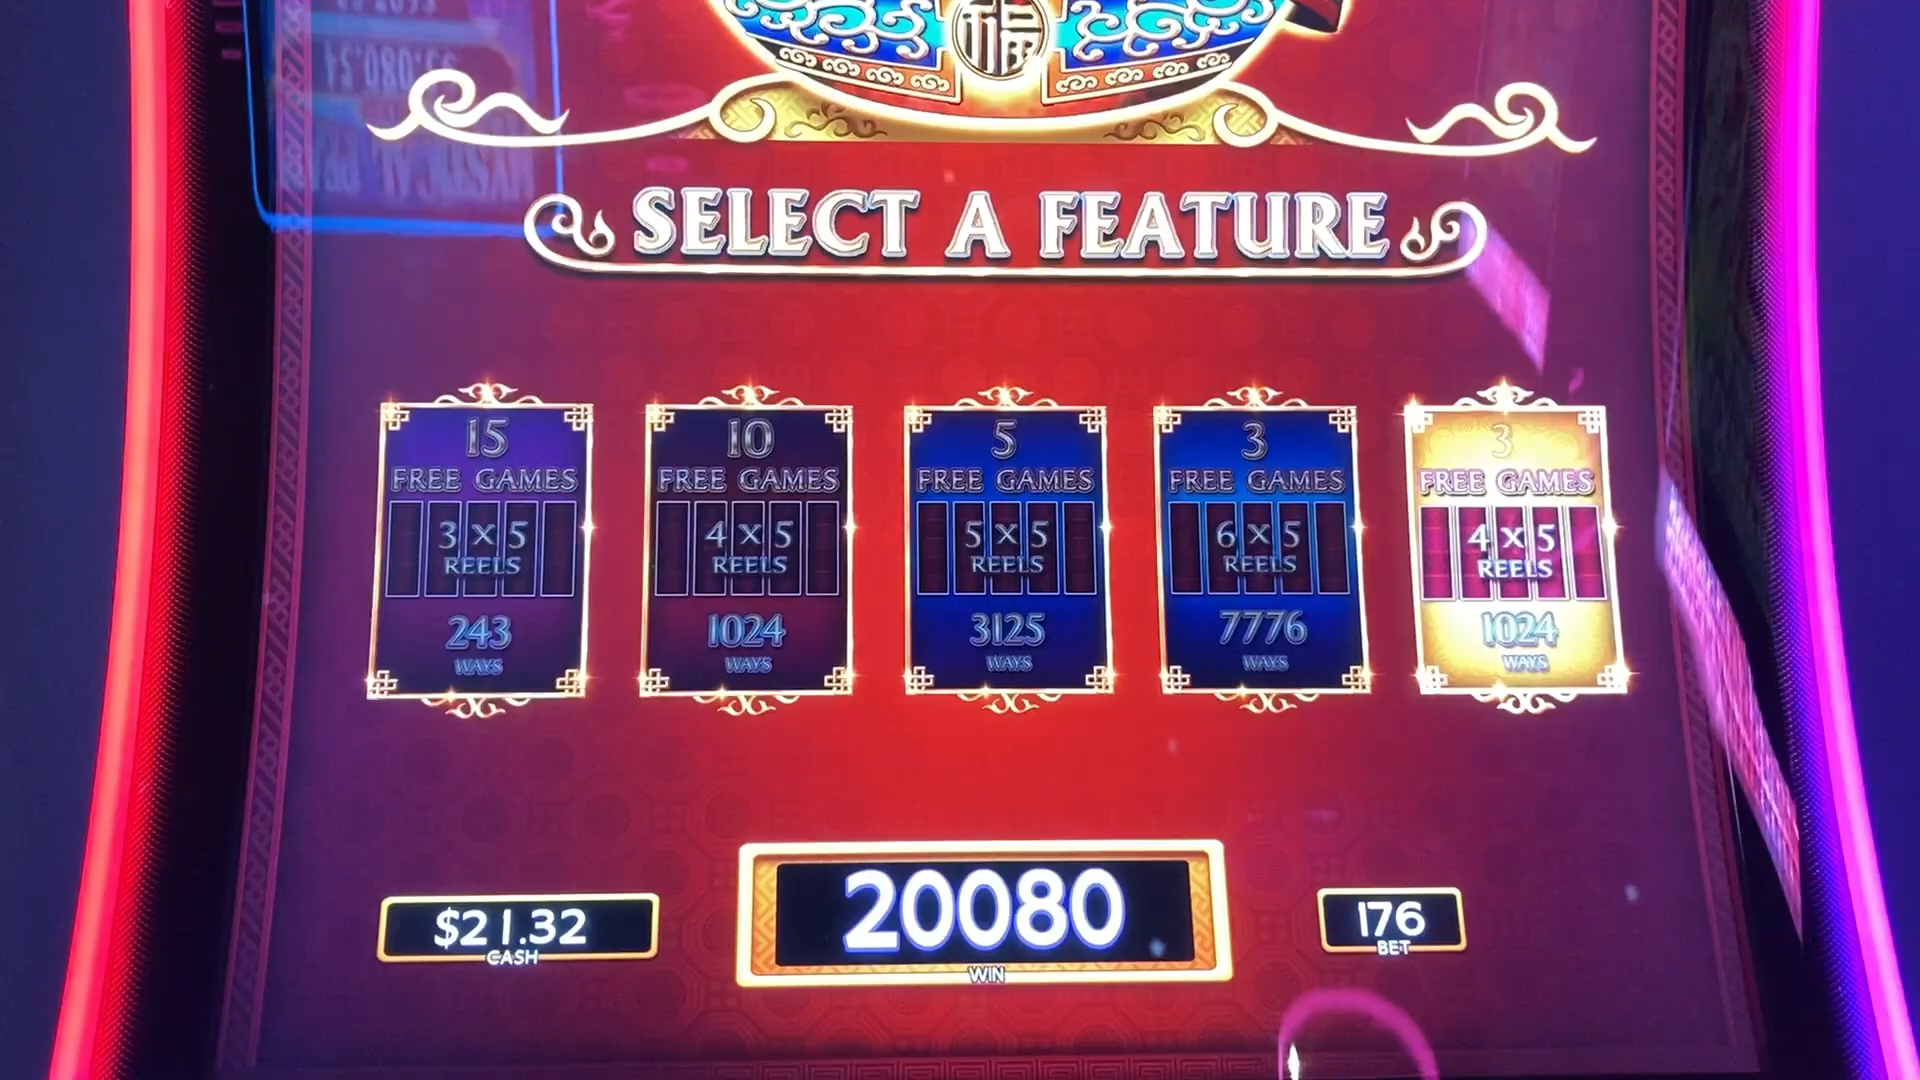 福
SELECT A FEATURE
15
FREE GAMES
3 X 5
REELS
243
WAYS
10
FREE GAMES
4 X 5
REELS
1024
WAYS
5
FREE GAMES
5 X 5
REELS
3125
WAYS
3
FREE GAMES
6 X 5
REELS
7776
WAYS
3
FREE GAMES
4 X 5
REELS
1024
WAYS
$21.32
CASH
20080
WIN
176
BET